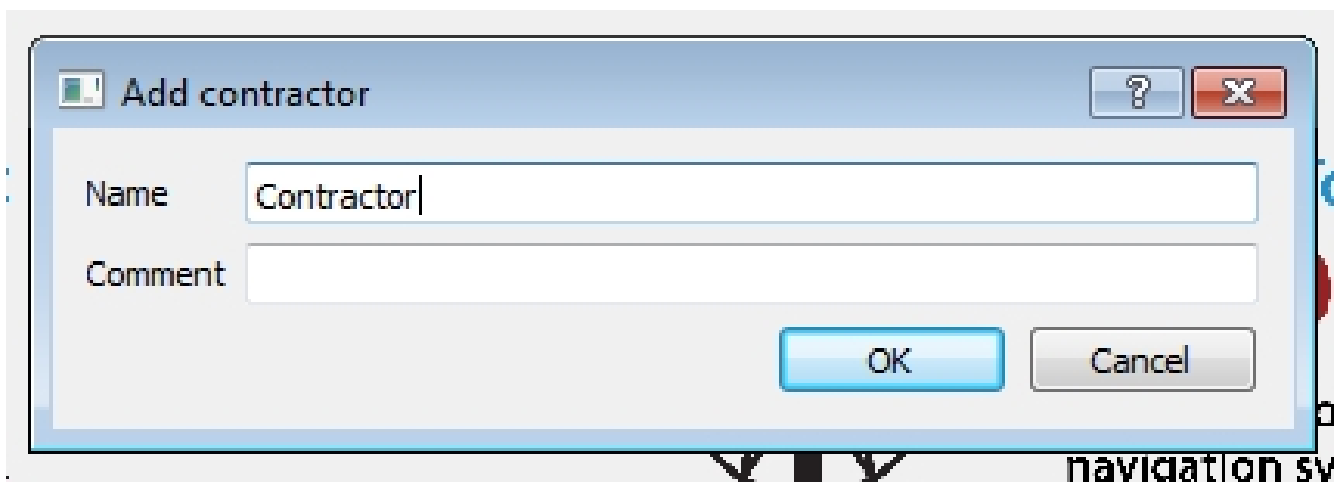 Add contractor
Name
Contractor
Comment
OK
Cancel
navigation sy